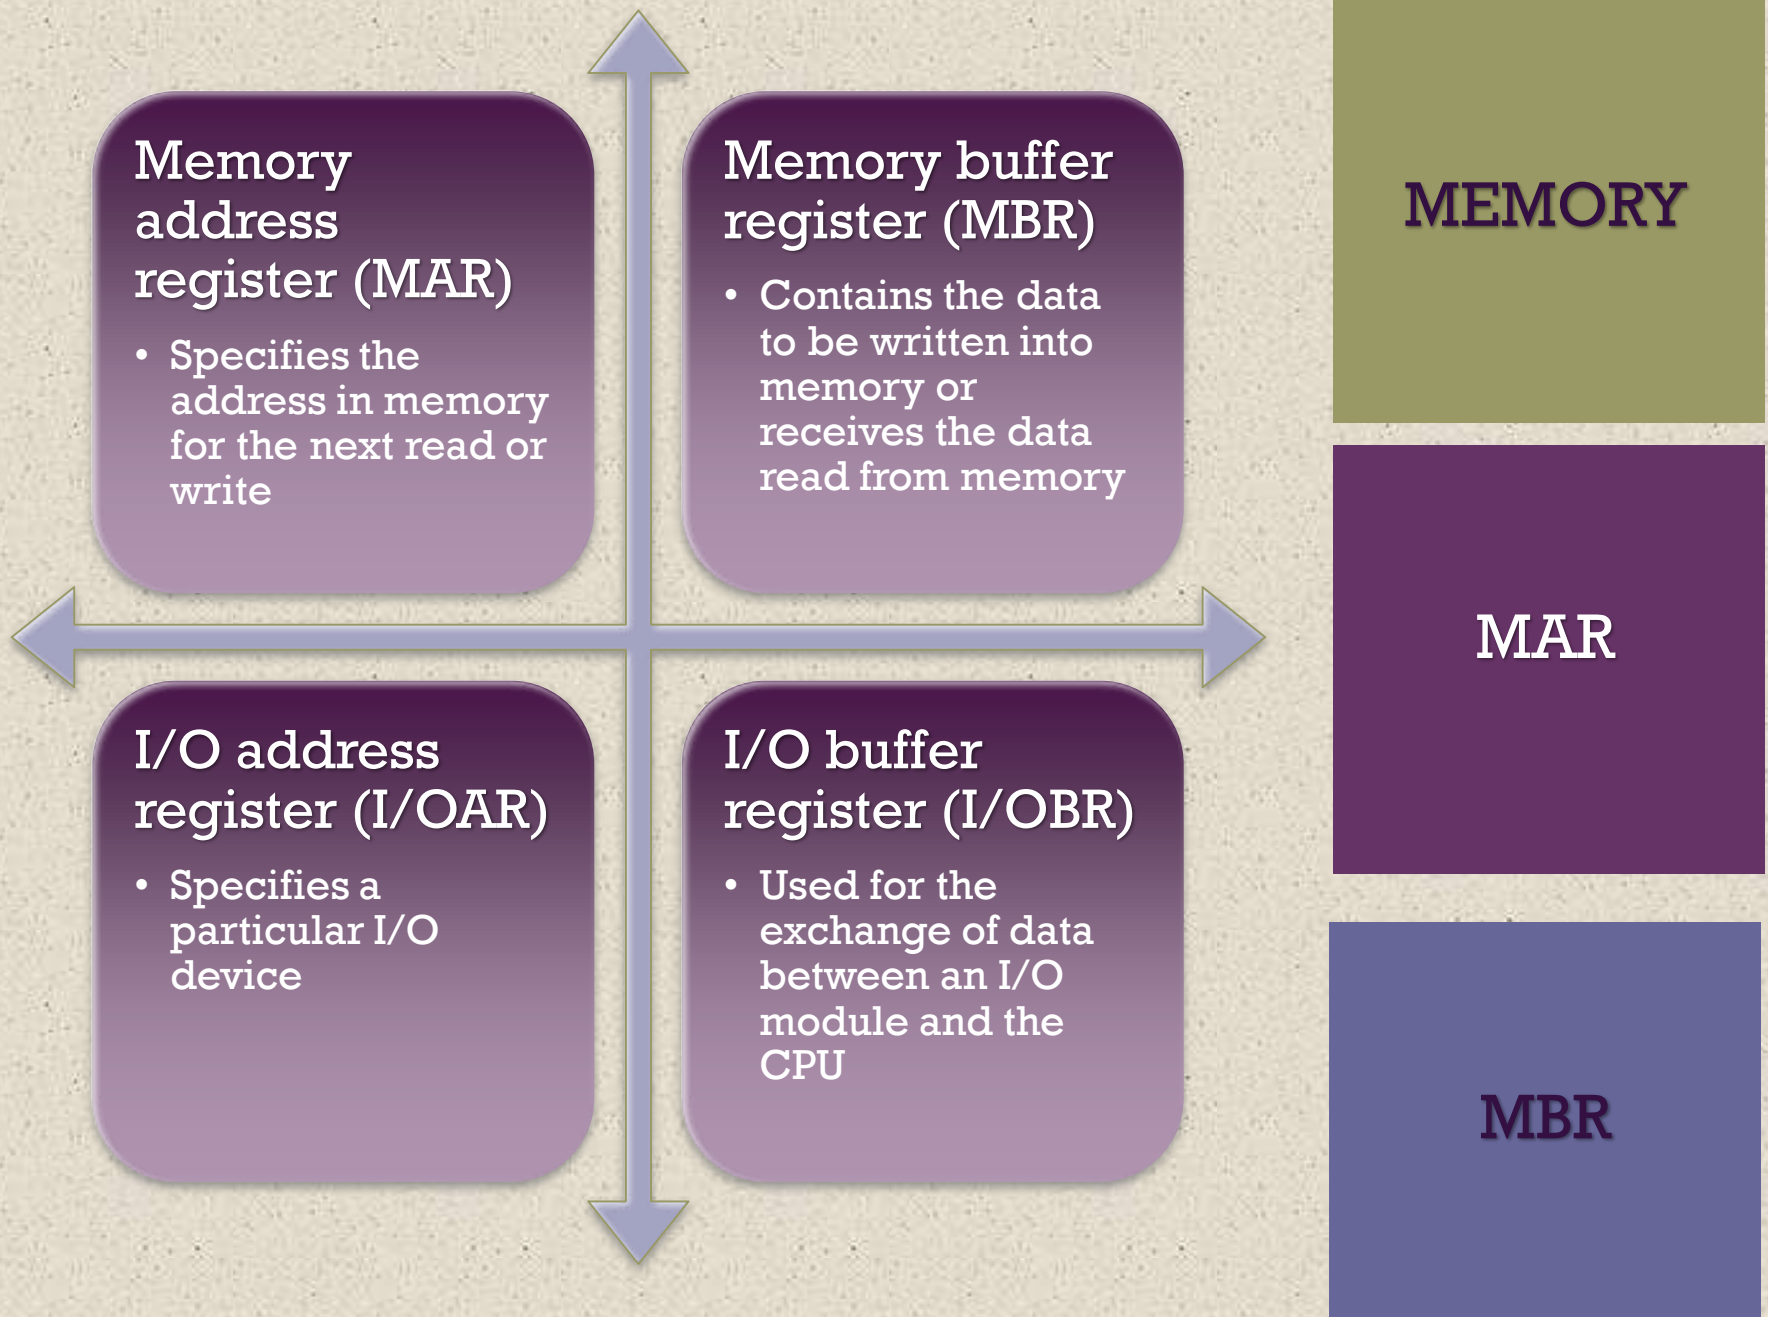 Memory
address
register (MAR)
• Specifies the
address in memory
for the next read or
write
Memory buffer
register (MBR)
• Contains the data
to be written into
memory or
receives the data
read from memory
I/O address
register (I/OAR)
• Specifies a
particular I/O
device
I/O buffer
register (I/OBR)
• Used for the
exchange of data
between an I/O
module and the
CPU
MEMORY
MAR
MBR